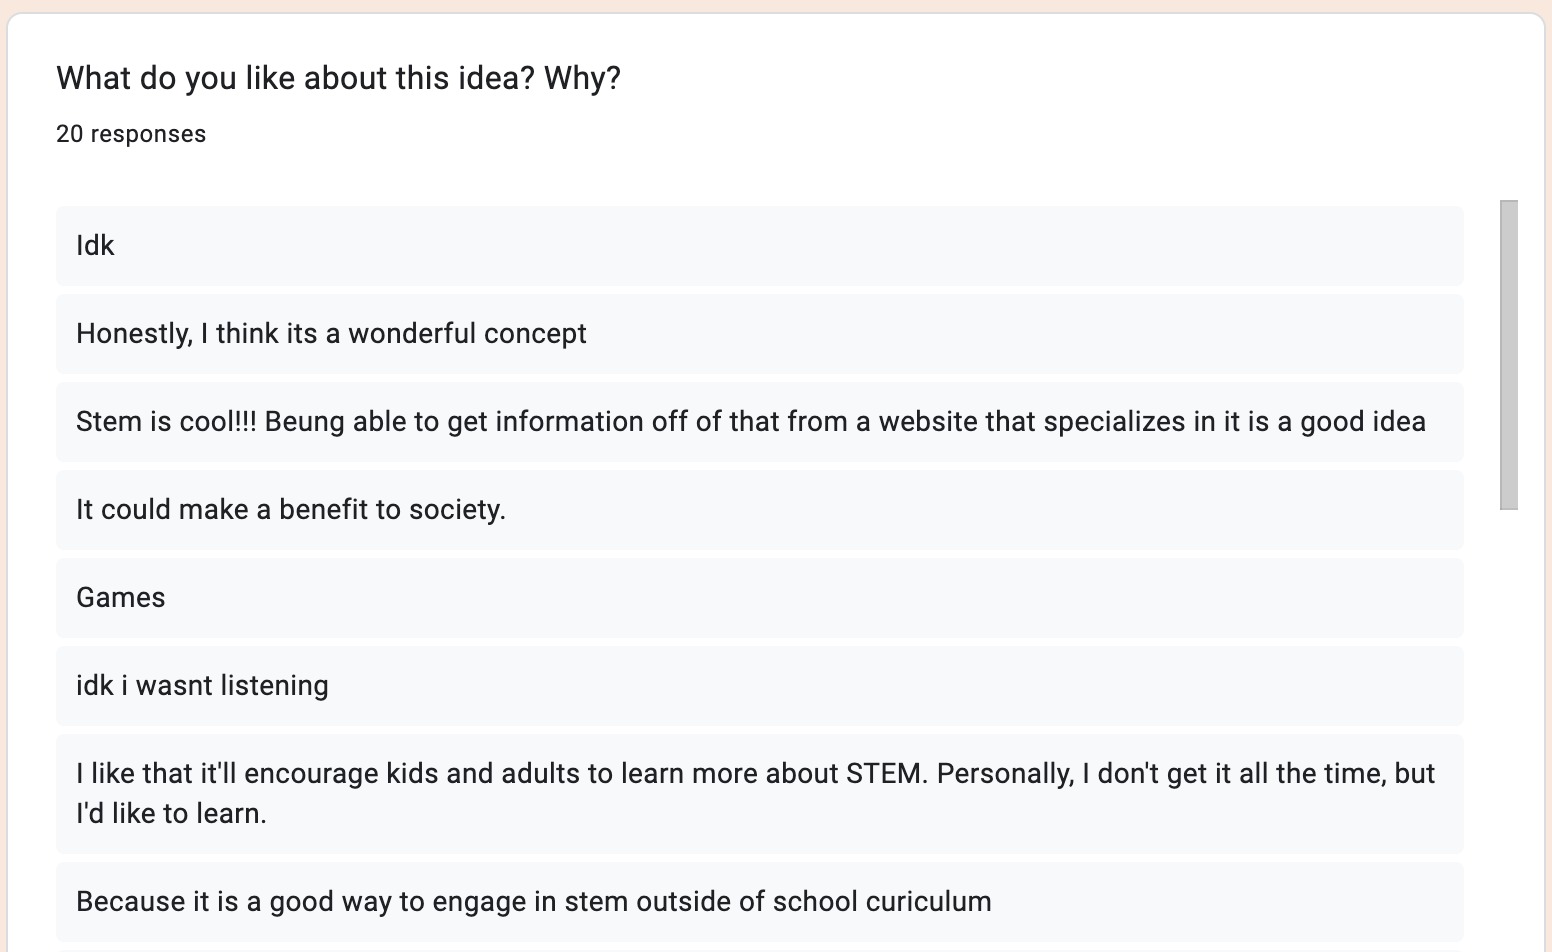 What do you like about this idea? Why?
20 responses
Idk
Honestly, I think its a wonderful concept
Stem is cool!!! Beung able to get information off of that from a website that specializes in it is a good idea
It could make a benefit to society.
Games
idk i wasnt listening
I like that it'll encourage kids and adults to learn more about STEM. Personally, I don't get it all the time, but
I'd like to learn.
Because it is a good way to engage in stem outside of school curiculum